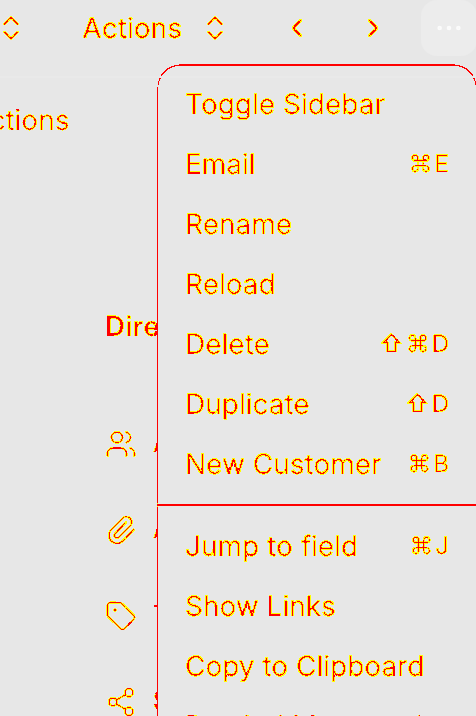 Actions
ctions
Toggle Sidebar
Email ⌘E
Rename
Reload
Dire
Delete ⇧⌘D
Duplicate ⇧D
New Customer ⌘B
Jump to field ⌘J
Show Links
Copy to Clipboard